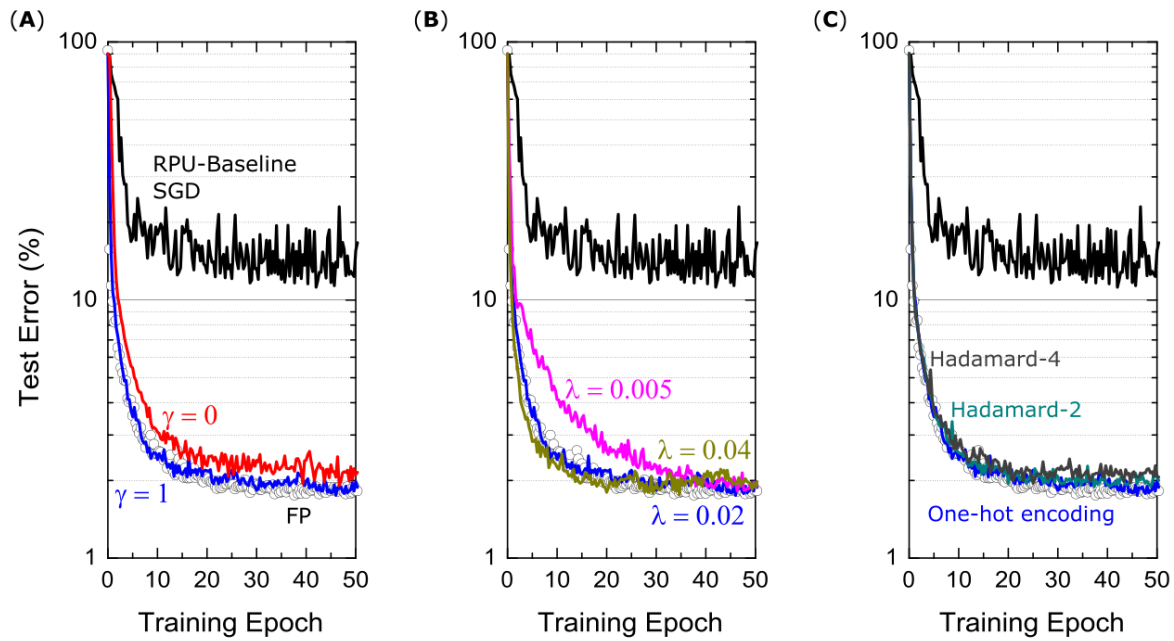 (A)
(B)
(C)
Test Error (%)
100
10
1
RPU-Baseline
SGD
γ = 0
γ = 1
FP
0 10 20 30 40 50
Training Epoch
100
10
1
λ = 0.005
λ = 0.04
λ = 0.02
0 10 20 30 40 50
Training Epoch
100
10
1
Hadamard-4
Hadamard-2
One-hot encoding
0 10 20 30 40 50
Training Epoch